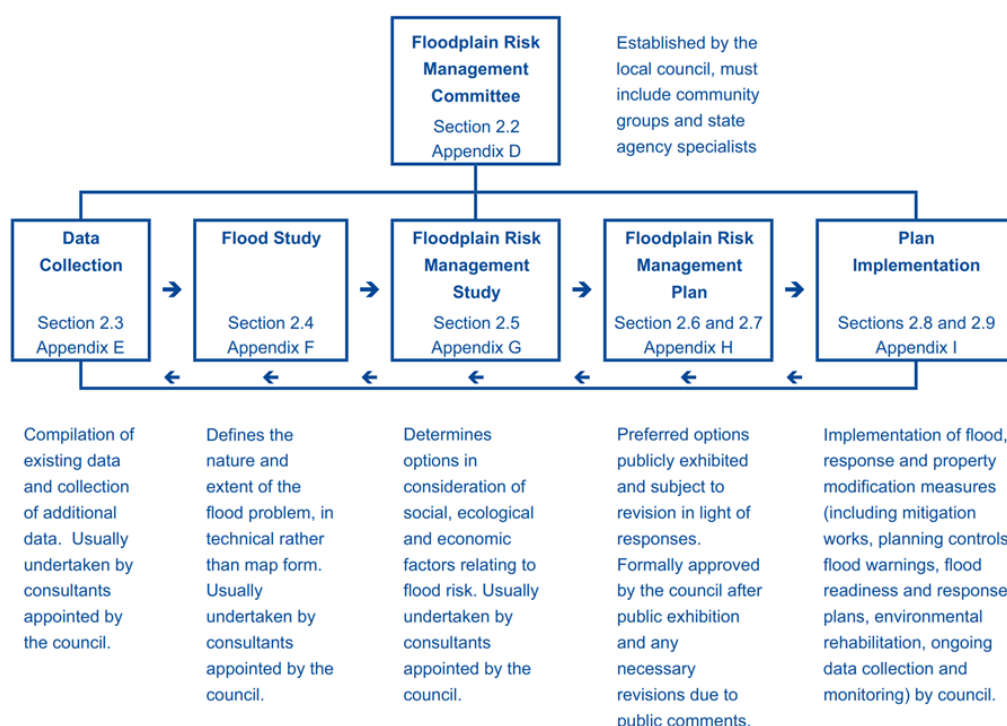 Floodplain Risk
Management
Committee
Section 2.2
Appendix D
Established by the
local council, must
include community
groups and state
agency specialists
Data
Collection
Section 2.3
Appendix E
Flood Study
Section 2.4
Appendix F
Floodplain Risk
Management
Study
Section 2.5
Appendix G
Floodplain Risk
Management
Plan
Section 2.6 and 2.7
Appendix H
Plan
Implementation
Sections 2.8 and 2.9
Appendix I
Compilation of
existing data
and collection
of additional
data. Usually
undertaken by
consultants
appointed by
the council.
Defines the
nature and
extent of the
flood problem, in
technical rather
than map form.
Usually
undertaken by
consultants
appointed by the
council.
Determines
options in
consideration of
social, ecological
and economic
factors relating to
flood risk. Usually
undertaken by
consultants
appointed by the
council.
Preferred options
publicly exhibited
and subject to
revision in light of
responses.
Formally approved
by the council after
public exhibition
and any
necessary
revisions due to
public comments.
Implementation of flood,
response and property
modification measures
(including mitigation
works, planning controls,
flood warnings, flood
readiness and response
plans, environmental
rehabilitation, ongoing
data collection and
monitoring) by council.